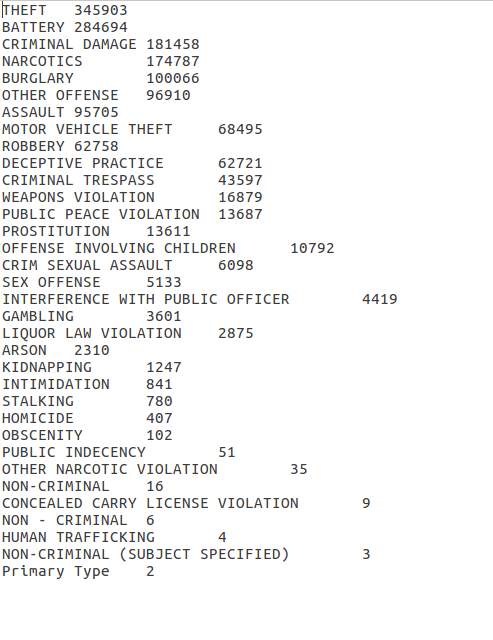 THEFT	345903
BATTERY	284694
CRIMINAL DAMAGE	181458
NARCOTICS	174787
BURGLARY	100066
OTHER OFFENSE	96910
ASSAULT	95705
MOTOR VEHICLE THEFT	68495
ROBBERY	62758
DECEPTIVE PRACTICE	62721
CRIMINAL TRESPASS	43597
WEAPONS VIOLATION	16879
PUBLIC PEACE VIOLATION	13687
PROSTITUTION	13611
OFFENSE INVOLVING CHILDREN	10792
CRIM SEXUAL ASSAULT	6098
SEX OFFENSE	5133
INTERFERENCE WITH PUBLIC OFFICER	4419
GAMBLING	3601
LIQUOR LAW VIOLATION	2875
ARSON	2310
KIDNAPPING	1247
INTIMIDATION	841
STALKING	780
HOMICIDE	407
OBSCENITY	102
PUBLIC INDECENCY	51
OTHER NARCOTIC VIOLATION	35
NON-CRIMINAL	16
CONCEALED CARRY LICENSE VIOLATION	9
NON - CRIMINAL	6
HUMAN TRAFFICKING	4
NON-CRIMINAL (SUBJECT SPECIFIED)	3
Primary Type	2